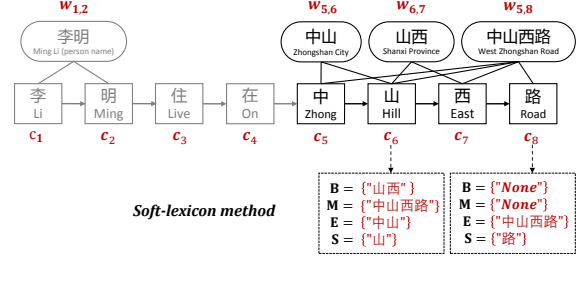 w1,2 w5,6 w6,7 w5,8
李明 中山 山西 中山西路
Ming Li (person name) Zhongshan City Shanxi Province West Zhongshan Road
李 明 住 在 中 山 西 路
Li Ming Live On Zhong Hill East Road
c1 c2 c3 c4 c5 c6 c7 c8
Soft-lexicon method
B = {"山西" }
M = {"中山西路"}
E = {"中山"}
S = {"山"}
B = {"None"}
M = {"None"}
E = {"中山西路"}
S = {"路"}